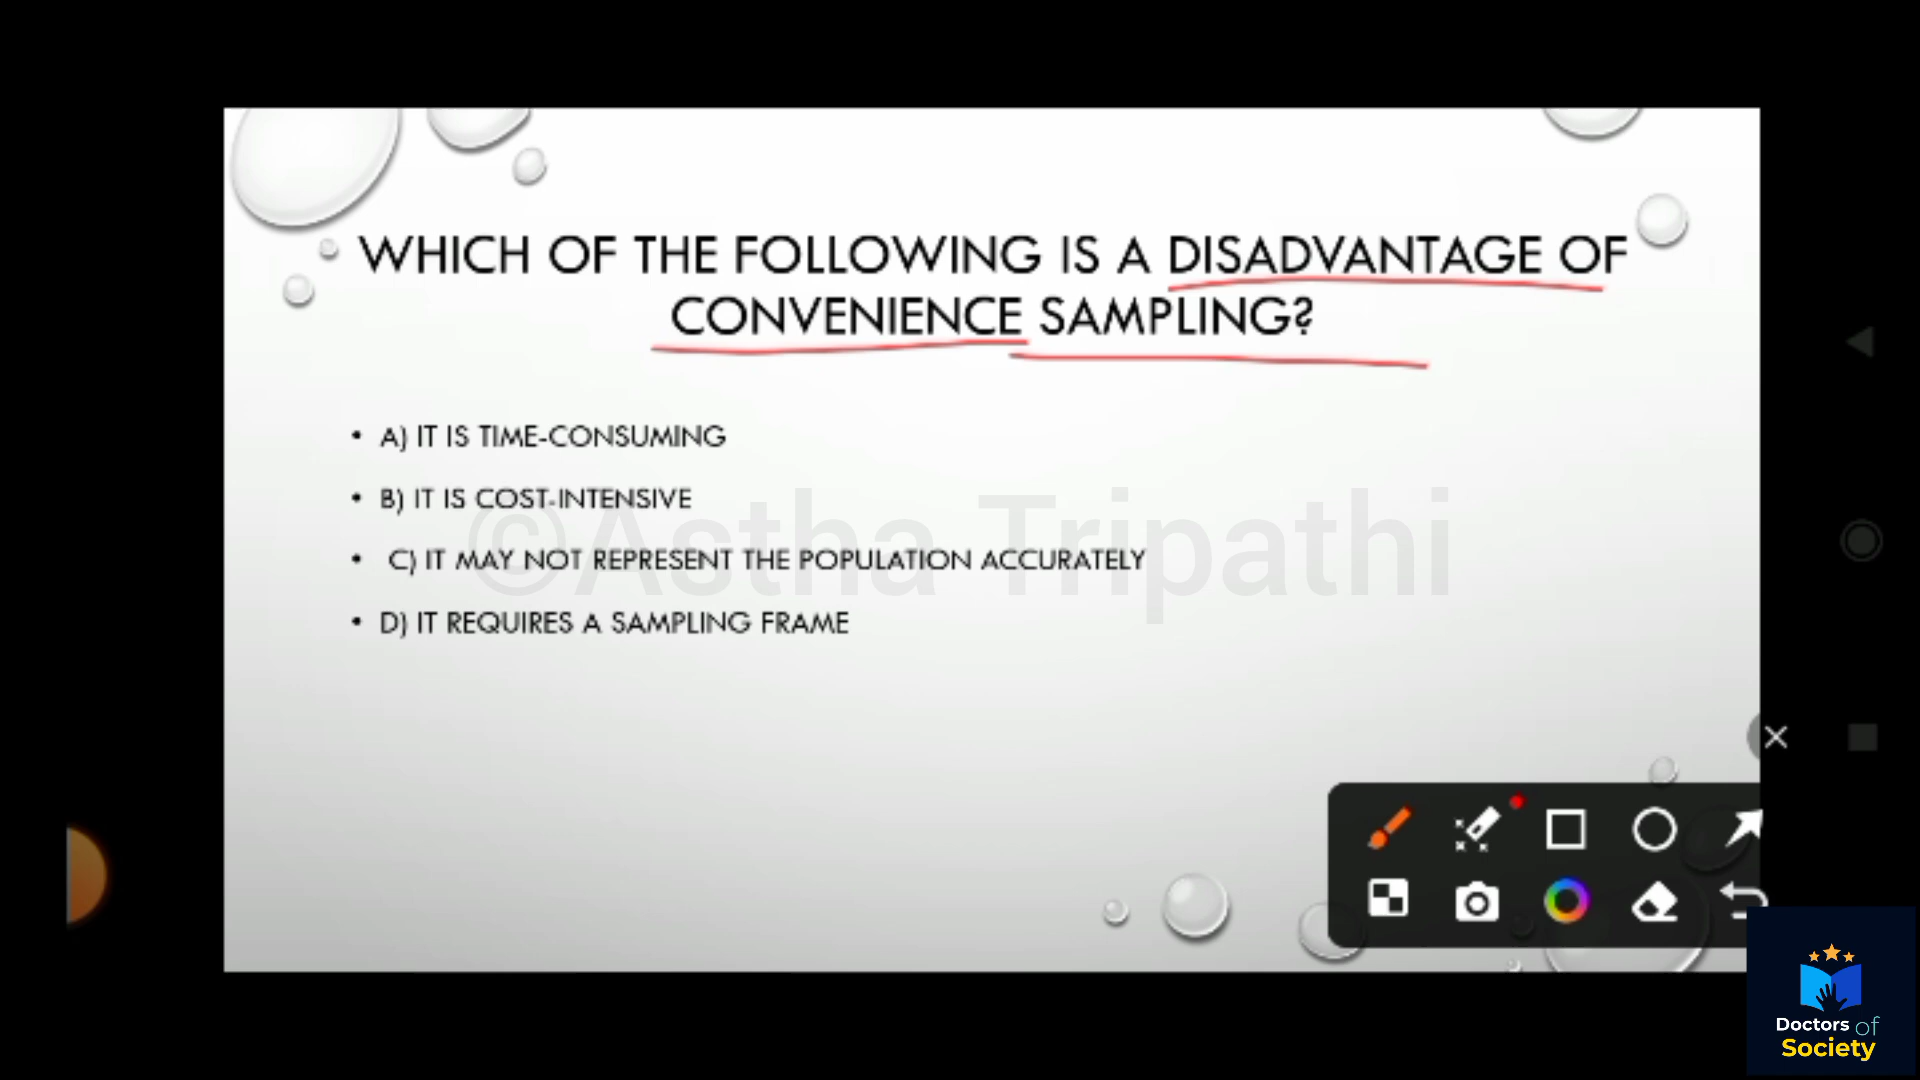 WHICH OF THE FOLLOWING IS A DISADVANTAGE OF
CONVENIENCE SAMPLING?
• A) IT IS TIME-CONSUMING
• B) IT IS COST-INTENSIVE
• C) IT MAY NOT REPRESENT THE POPULATION ACCURATELY
• D) IT REQUIRES A SAMPLING FRAME
©Astha Tripathi
Doctors of
Society